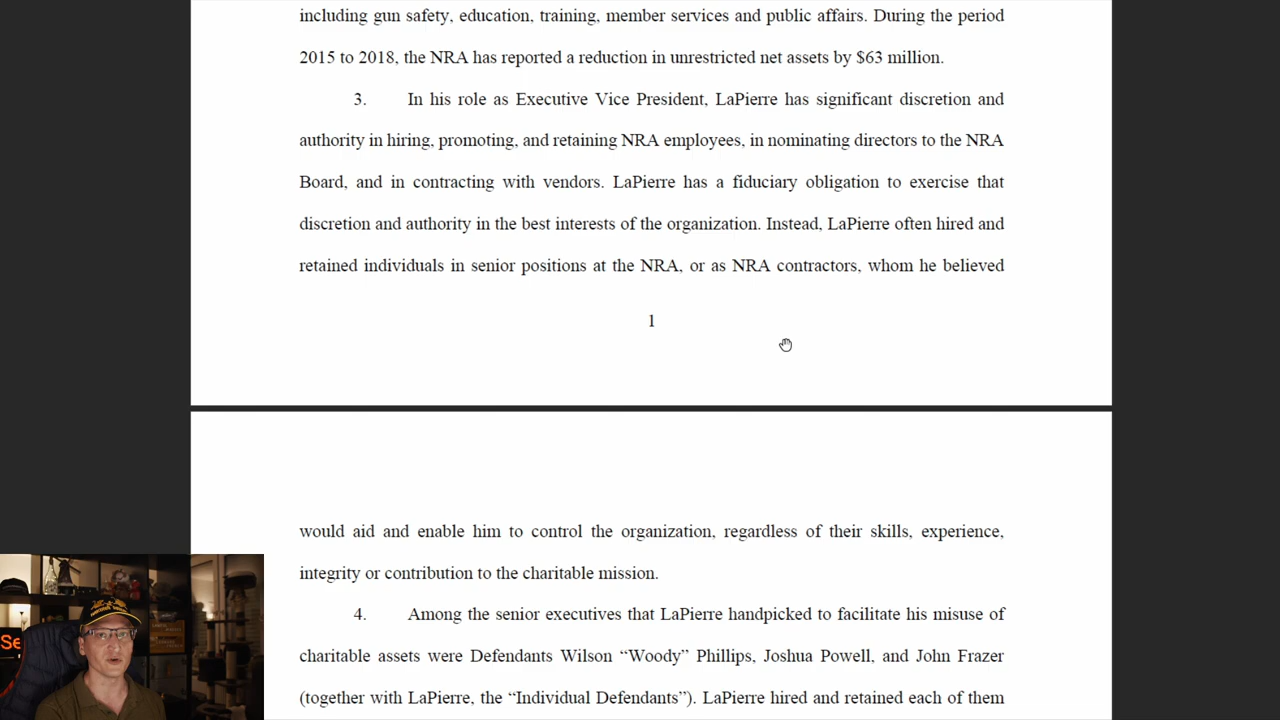 including gun safety, education, training, member services and public affairs. During the period
2015 to 2018, the NRA has reported a reduction in unrestricted net assets by $63 million.
3. In his role as Executive Vice President, LaPierre has significant discretion and
authority in hiring, promoting, and retaining NRA employees, in nominating directors to the NRA
Board, and in contracting with vendors. LaPierre has a fiduciary obligation to exercise that
discretion and authority in the best interests of the organization. Instead, LaPierre often hired and
retained individuals in senior positions at the NRA, or as NRA contractors, whom he believed
1
would aid and enable him to control the organization, regardless of their skills, experience,
integrity or contribution to the charitable mission.
4. Among the senior executives that LaPierre handpicked to facilitate his misuse of
charitable assets were Defendants Wilson “Woody” Phillips, Joshua Powell, and John Frazer
(together with LaPierre, the “Individual Defendants”). LaPierre hired and retained each of them
Se